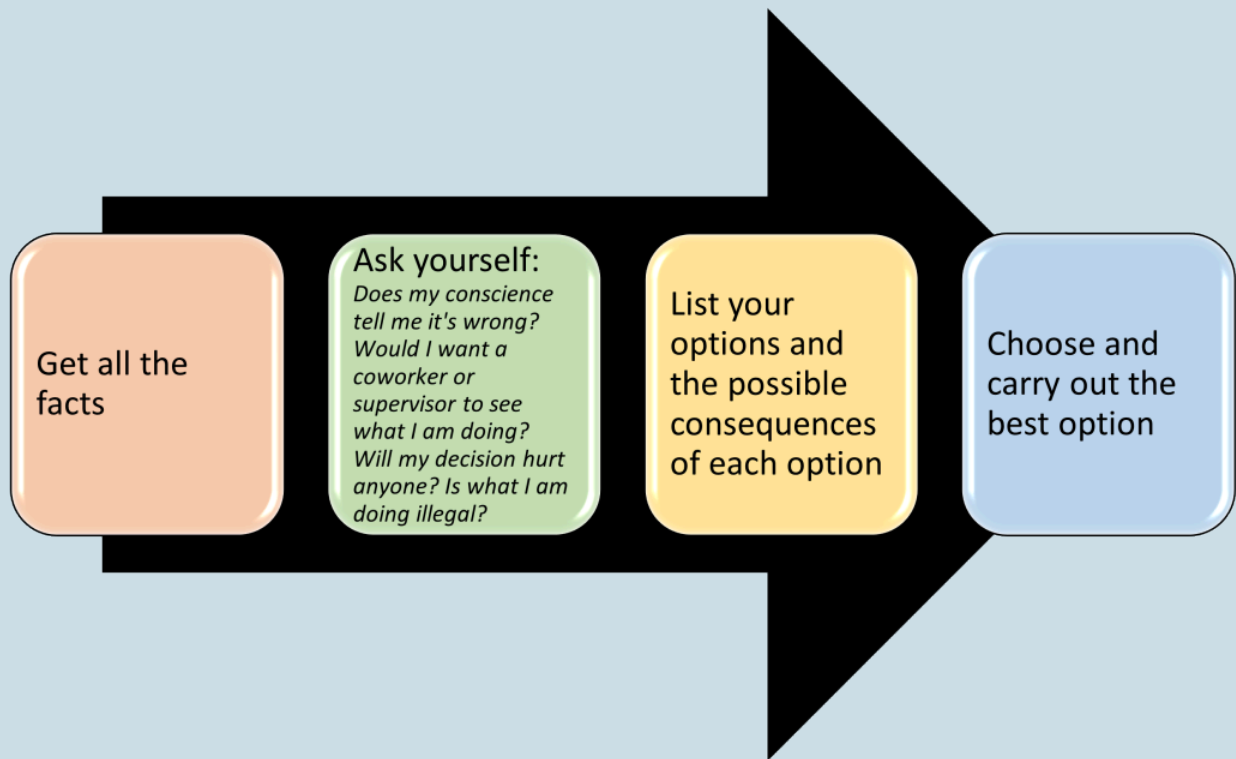 Get all the
facts
Ask yourself:
Does my conscience
tell me it's wrong?
Would I want a
coworker or
supervisor to see
what I am doing?
Will my decision hurt
anyone? Is what I am
doing illegal?
List your
options and
the possible
consequences
of each option
Choose and
carry out the
best option